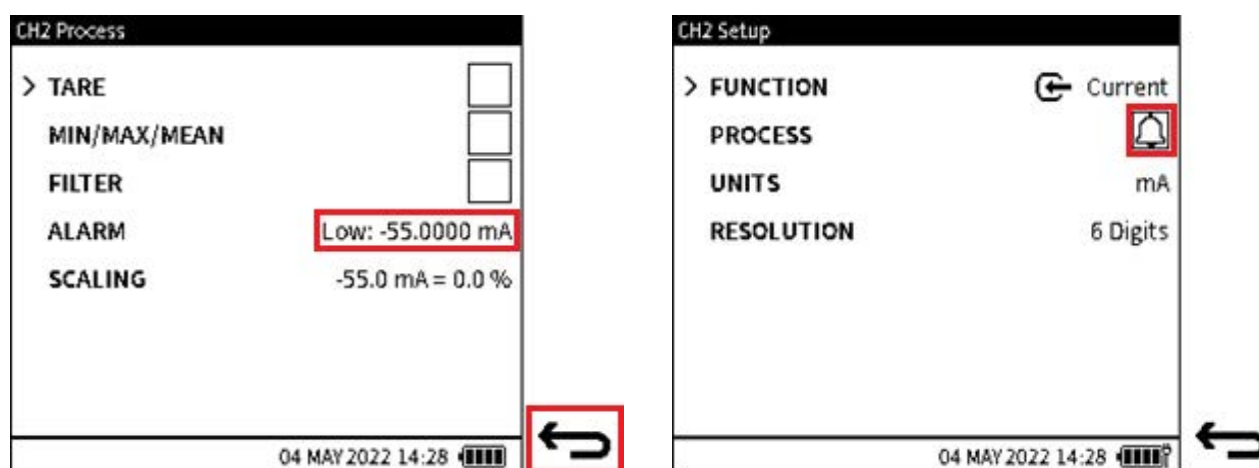 CH2 Process
> TARE
MIN/MAX/MEAN
FILTER
ALARM Low: -55.0000 mA
SCALING -55.0 mA = 0.0 %
04 MAY 2022 14:28
CH2 Setup
> FUNCTION Current
PROCESS
UNITS mA
RESOLUTION 6 Digits
04 MAY 2022 14:28